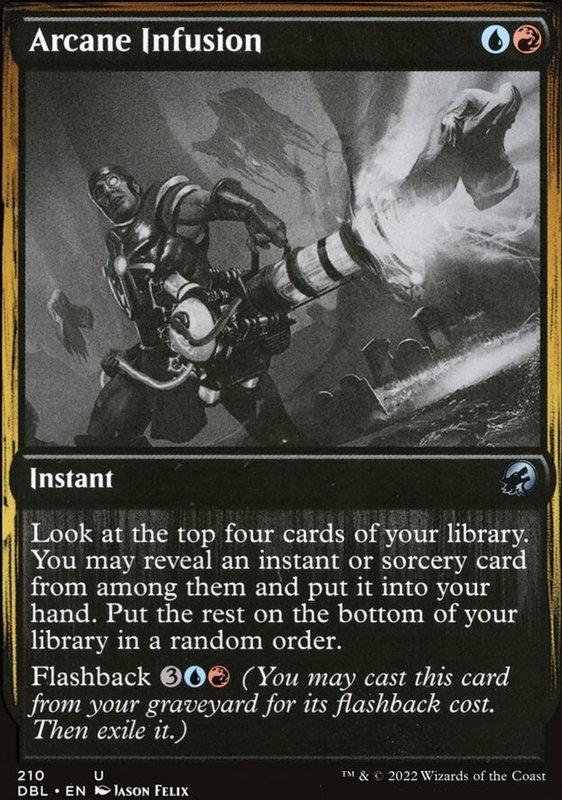 Arcane Infusion
Instant
Look at the top four cards of your library.
You may reveal an instant or sorcery card
from among them and put it into your
hand. Put the rest on the bottom of your
library in a random order.
Flashback 3 (You may cast this card
from your graveyard for its flashback cost.
Then exile it.)
210 U
DBL • EN Jason Felix
™ & © 2022 Wizards of the Coast